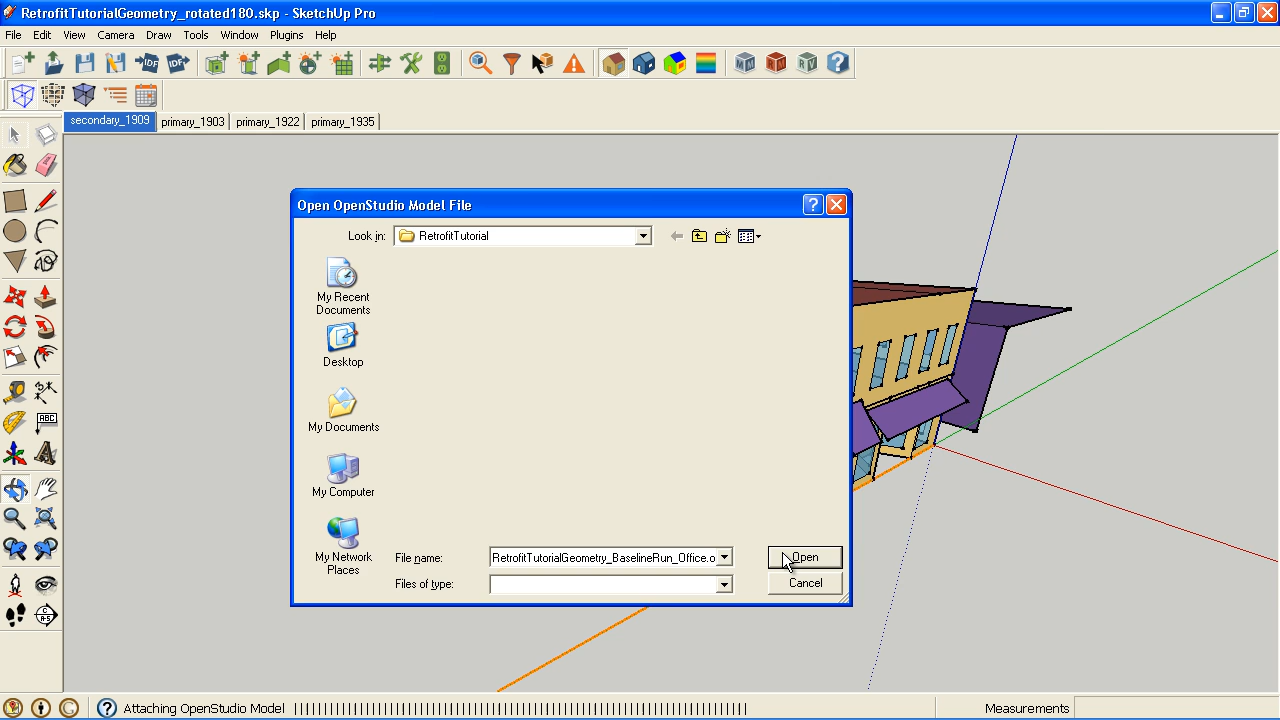 RetrofitTutorialGeometry_rotated180.skp - SketchUp Pro
File Edit View Camera Draw Tools Window Plugins Help
secondary_1909 primary_1903 primary_1922 primary_1935
Open OpenStudio Model File
Look in: RetrofitTutorial
My Recent
Documents
Desktop
My Documents
My Computer
My Network
Places
File name: RetrofitTutorialGeometry_BaselineRun_Office.o
Open
Files of type:
Cancel
Attaching OpenStudio Model ||||||||||||||||||||||||||||||||||||||||||||||||||||||||||||
Measurements